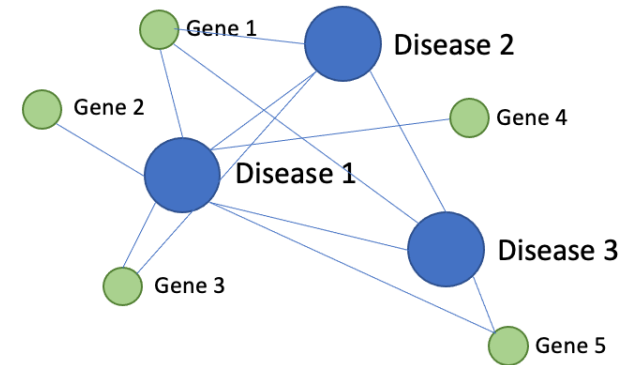 Gene 1
Disease 2
Gene 2
Gene 4
Disease 1
Disease 3
Gene 3
Gene 5